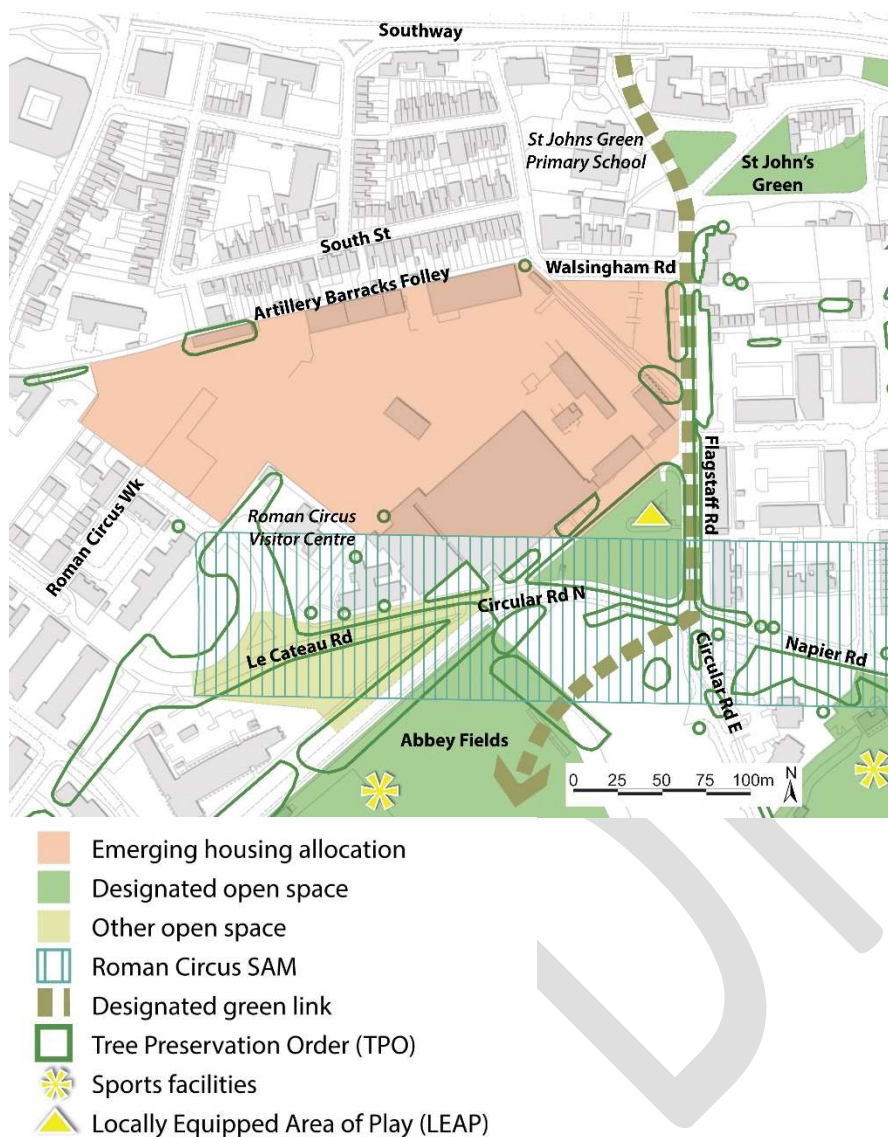 Southway
St Johns Green
Primary School
St John's
Green
South St
Walsingham Rd
Artillery Barracks Folley
Flagstaff Rd
Roman Circus Wk
Roman Circus
Visitor Centre
Circular Rd N
Le Cateau Rd
Napier Rd
Circular Rd E
Abbey Fields
0 25 50 75 100m
N
Emerging housing allocation
Designated open space
Other open space
Roman Circus SAM
Designated green link
Tree Preservation Order (TPO)
Sports facilities
Locally Equipped Area of Play (LEAP)